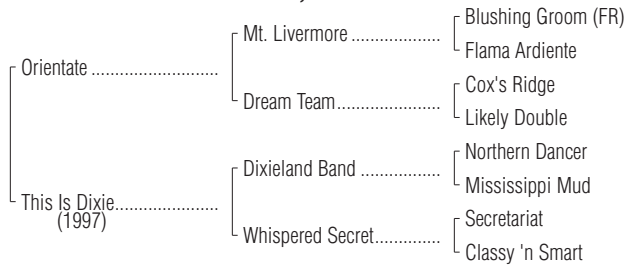 Blushing Groom (FR)
Mt. Livermore ....................
Flama Ardiente
Orientate ............................
Cox's Ridge
Dream Team.......................
Likely Double
Northern Dancer
Dixieland Band ..................
Mississippi Mud
This Is Dixie.......................
(1997)
Secretariat
Whispered Secret...............
Classy 'n Smart